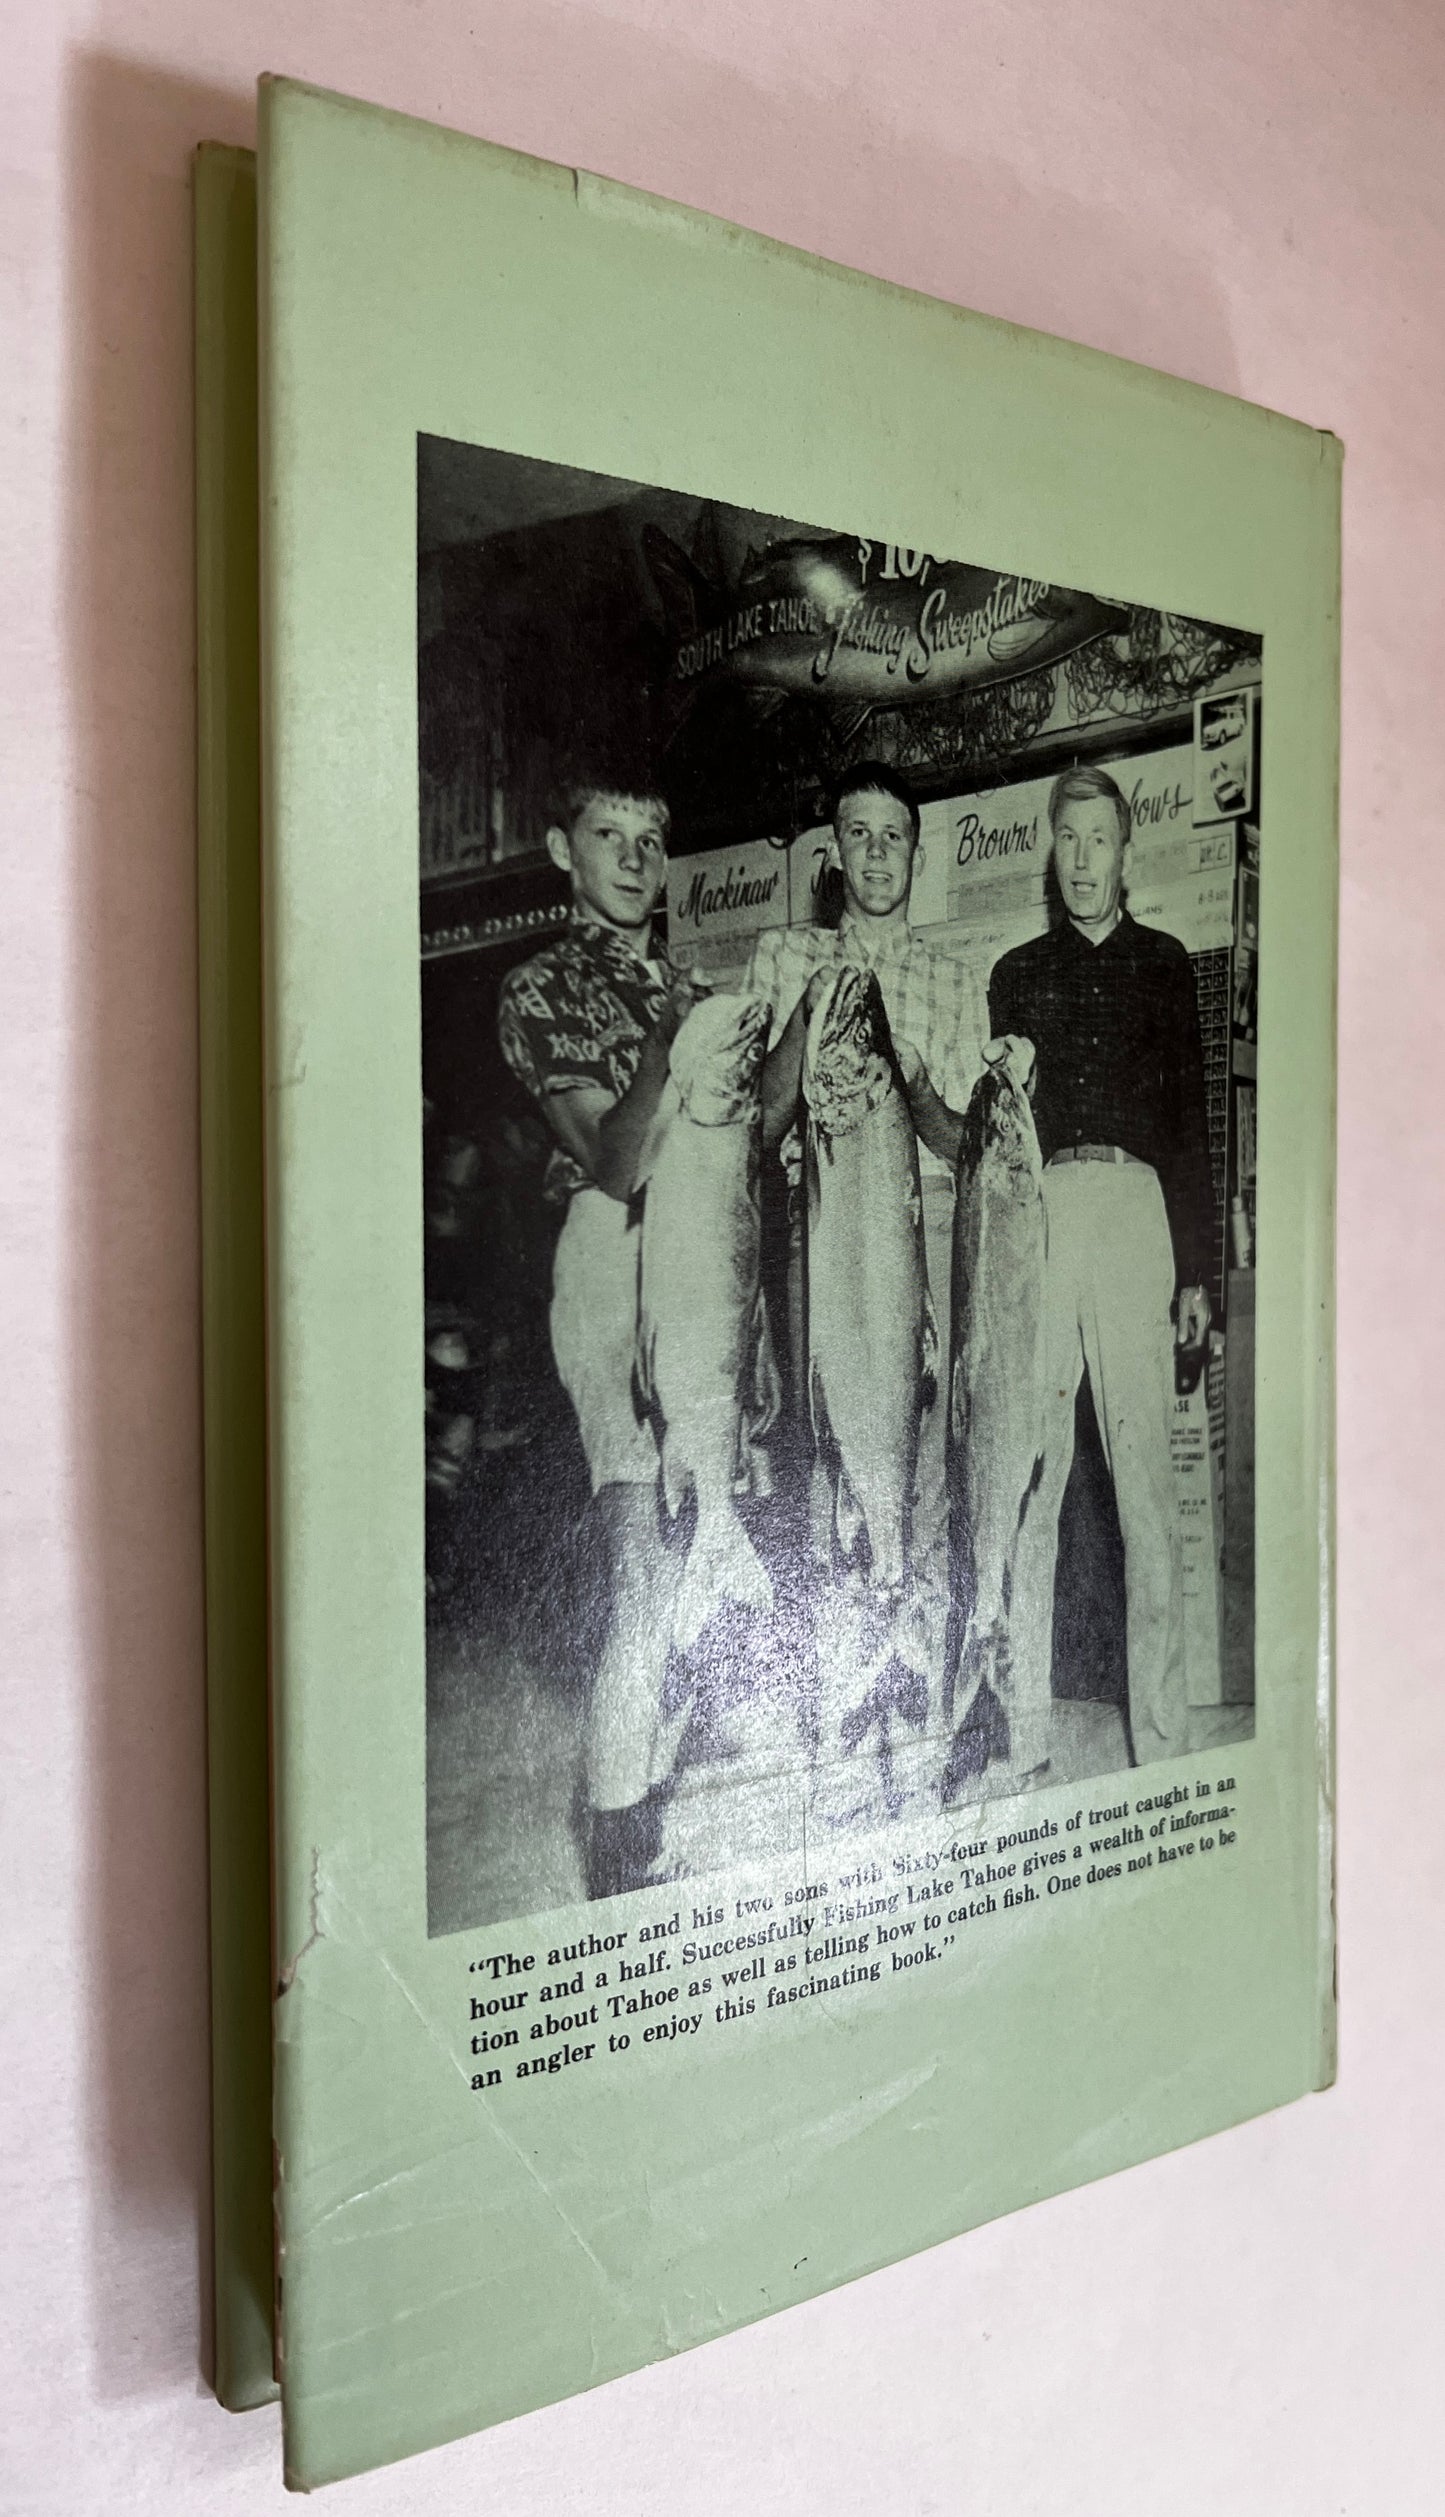 $10,
SOUTH LAKE TAHOE Fishing Sweepstakes
Mackinaw
Browns
bows
"The author and his two sons with Sixty-four pounds of trout caught in an
hour and a half. Successfully Fishing Lake Tahoe gives a wealth of informa-
tion about Tahoe as well as telling how to catch fish. One does not have to be
an angler to enjoy this fascinating book."